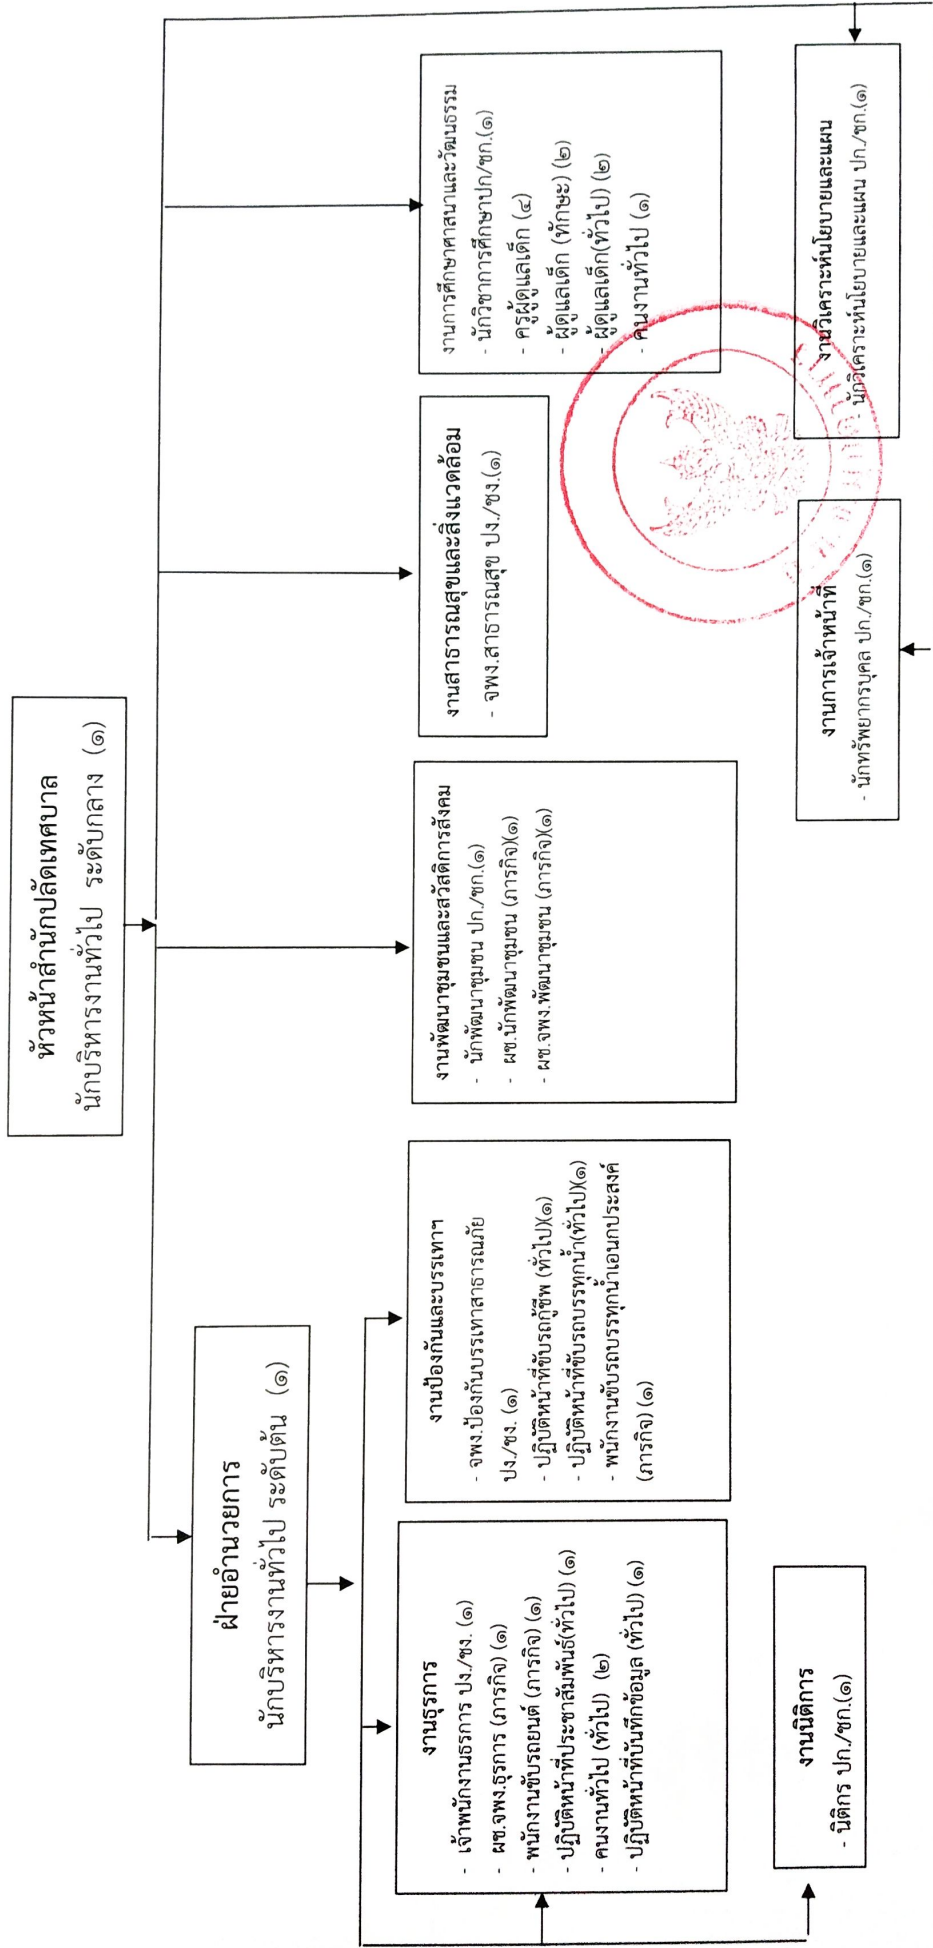 หัวหน้าสำนักปลัดเทศบาล
นักบริหารงานทั่วไป ระดับกลาง (๑)
ฝ่ายอำนวยการ
นักบริหารงานทั่วไป ระดับต้น (๑)
งานธุรการ
- เจ้าพนักงานธุรการ ปง./ชง. (๑)
- ผช.จพง.ธุรการ (ภารกิจ) (๑)
- พนักงานขับรถยนต์ (ภารกิจ) (๑)
- ปฏิบัติหน้าที่ประชาสัมพันธ์(ทั่วไป) (๑)
- คนงานทั่วไป (ทั่วไป) (๒)
- ปฏิบัติหน้าที่บันทึกข้อมูล (ทั่วไป) (๑)
งานป้องกันและบรรเทาฯ
- จพง.ป้องกันบรรเทาสาธารณภัย
ปง./ชง. (๑)
- ปฏิบัติหน้าที่ขับรถกู้ชีพ (ทั่วไป)(๑)
- ปฏิบัติหน้าที่ขับรถบรรทุกน้ำ(ทั่วไป)(๑)
- พนักงานขับรถบรรทุกน้ำเอนกประสงค์
(ภารกิจ) (๑)
งานพัฒนาชุมชนและสวัสดิการสังคม
- นักพัฒนาชุมชน ปก./ชก.(๑)
- ผช.นักพัฒนาชุมชน (ภารกิจ)(๑)
- ผช.จพง.พัฒนาชุมชน (ภารกิจ)(๑)
งานสาธารณสุขและสิ่งแวดล้อม
- จพง.สาธารณสุข ปง./ชง.(๑)
งานการศึกษาศาสนาและวัฒนธรรม
- นักวิชาการศึกษาปก/ชก.(๑)
- ครูผู้ดูแลเด็ก (๔)
- ผู้ดูแลเด็ก (ทักษะ) (๒)
- ผู้ดูแลเด็ก(ทั่วไป) (๒)
- คนงานทั่วไป (๑)
งานนิติการ
- นิติกร ปก./ชก.(๑)
งานการเจ้าหน้าที่
- นักทรัพยากรบุคคล ปก./ชก.(๑)
งานวิเคราะห์นโยบายและแผน
- นักวิเคราะห์นโยบายและแผน ปก./ชก.(๑)